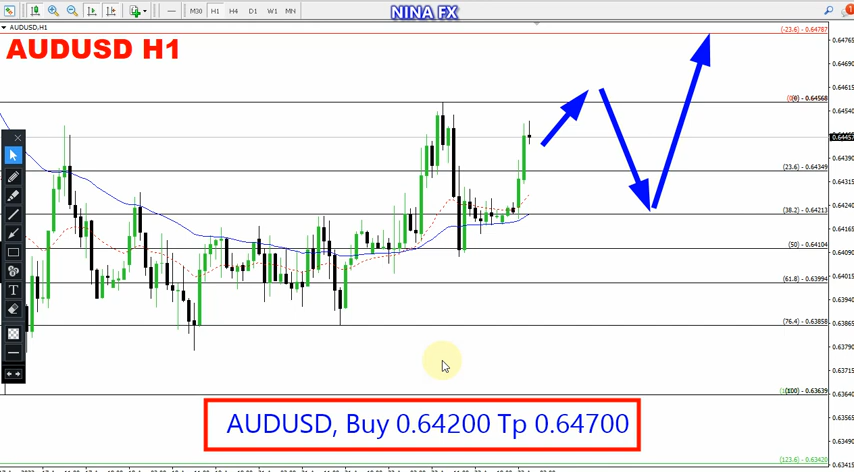 M30 H1 H4 D1 W1 MN
NINA FX
AUDUSD,H1
AUDUSD H1
(-23.6) - 0.64787
0.64765
0.64690
0.64615
(0) - 0.64568
0.64540
(23.6) - 0.64349
0.64315
0.64240
(38.2) - 0.64213
0.64165
(50) - 0.64104
0.64090
0.64015
(61.8) - 0.63994
0.63940
0.63865
(76.4) - 0.63858
0.63790
0.63715
(100) - 0.63639
0.63640
0.63565
AUDUSD, Buy 0.64200 Tp 0.64700
0.63490
(123.6) - 0.63420
0.63415